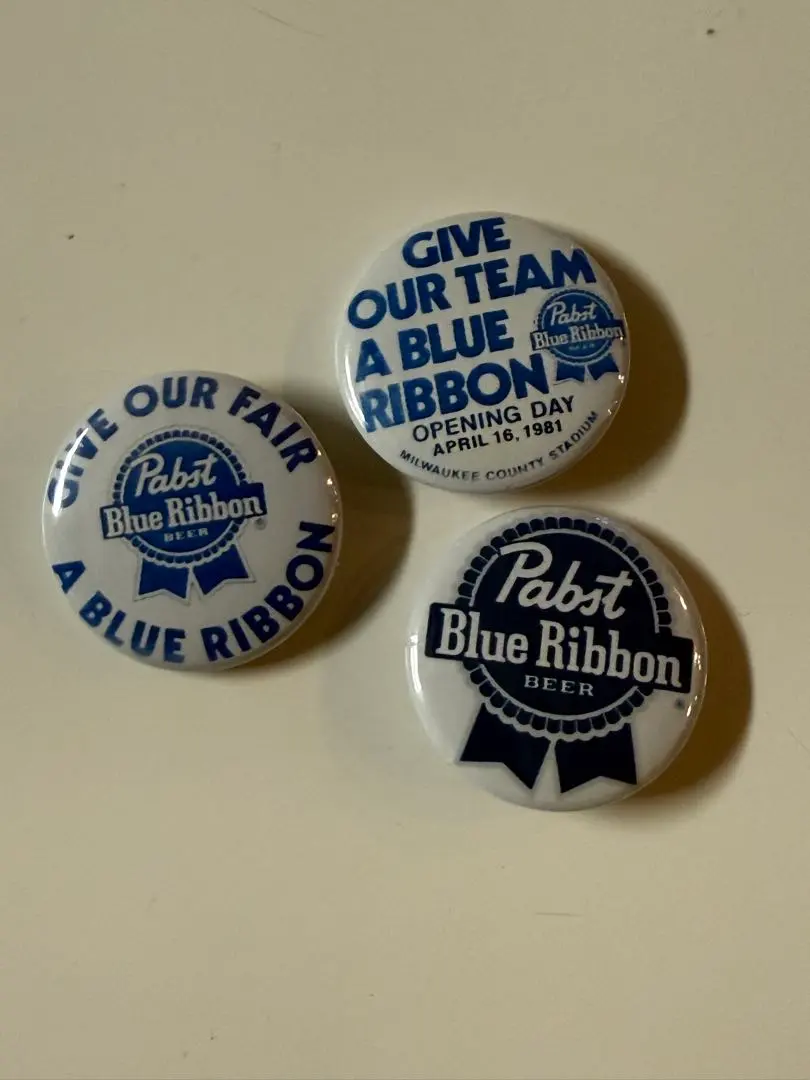 GIVE
OUR TEAM
A BLUE
RIBBON
Pabst
Blue Ribbon
BEER
OPENING DAY
APRIL 16, 1981
MILWAUKEE COUNTY STADIUM
GIVE OUR FAIR
Pabst
Blue Ribbon
BEER
®
A BLUE RIBBON
Pabst
Blue Ribbon
BEER
®